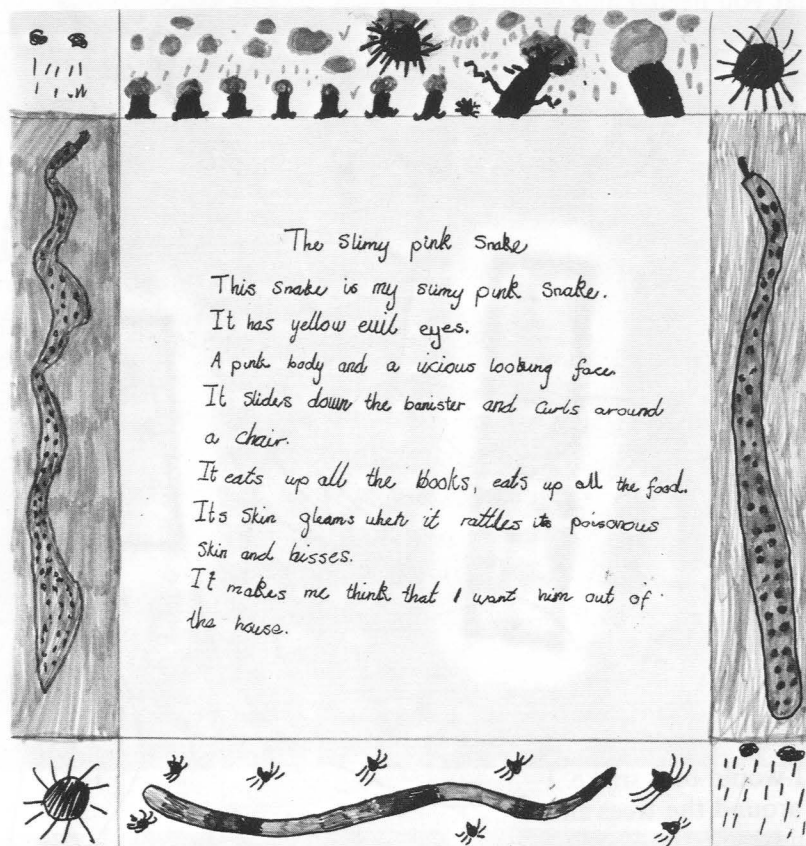 The slimy pink snake
This snake is my slimy pink snake.
It has yellow evil eyes.
A pink body and a vicious looking face.
It slides down the banister and curls around
a chair.
It eats up all the books, eats up all the food.
Its skin gleams when it rattles its poisonous
skin and hisses.
It makes me think that I want him out of
the house.